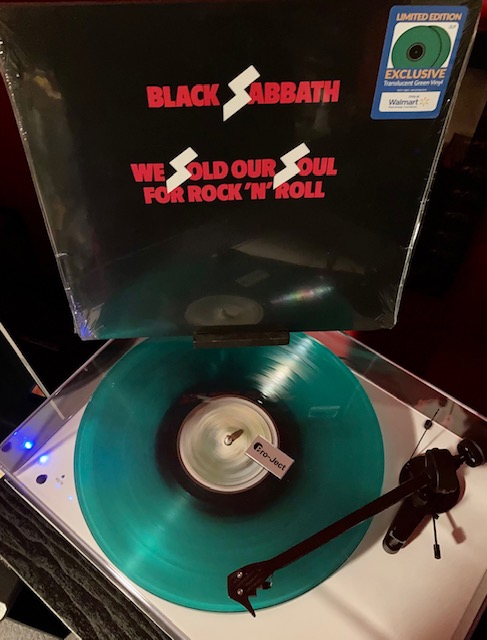 LIMITED EDITION
EXCLUSIVE
Translucent Green Vinyl
Walmart
BLACK SABBATH
WE SOLD OUR SOUL
FOR ROCK 'N' ROLL
Pro-Ject